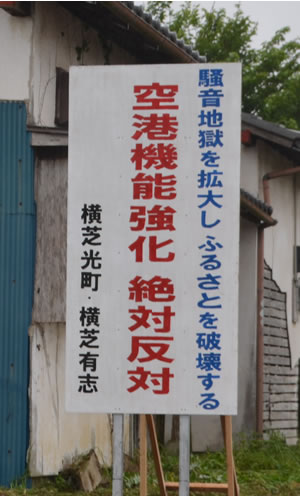 騒音地獄を拡大し ふるさとを破壊する
空港機能強化 絶対反対
横芝光町・横芝有志